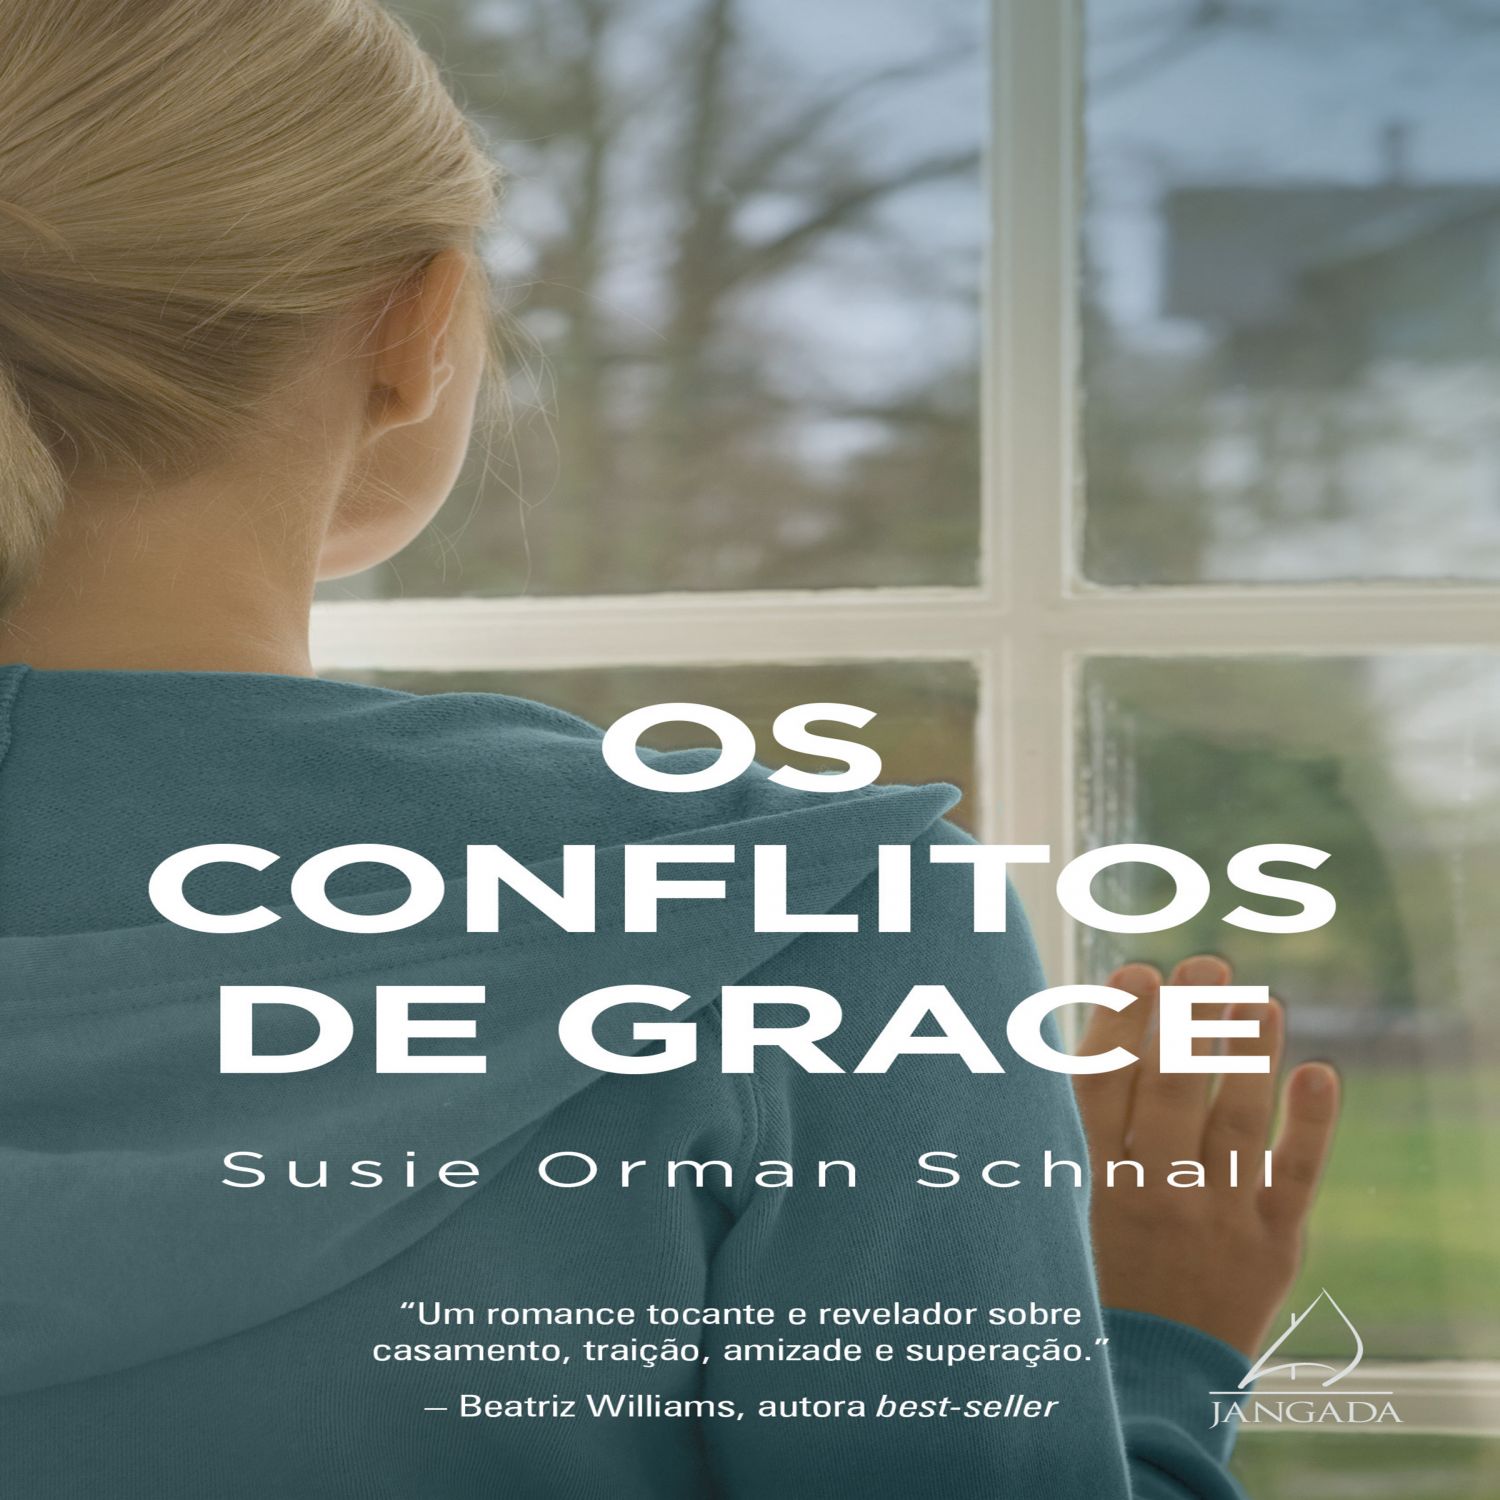 OS
CONFLITOS
DE GRACE
Susie Orman Schnall
“Um romance tocante e revelador sobre
casamento, traição, amizade e superação.”
– Beatriz Williams, autora best-seller
JANGADA